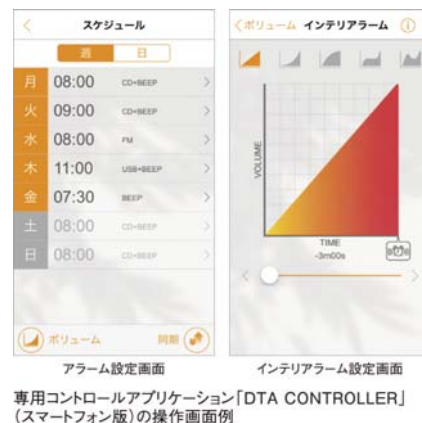 スケジュール
週 日
月 08:00 CD+BEEP
火 09:00 CD+BEEP
水 08:00 FM
木 11:00 USB+BEEP
金 07:30 BEEP
土 08:00 CD+BEEP
日 08:00 CD+BEEP
ボリューム 同期
アラーム設定画面
ボリューム インテリアラーム
VOLUME
TIME
-3m00s
インテリアラーム設定画面
専用コントロールアプリケーション「DTA CONTROLLER」
(スマートフォン版)の操作画面例